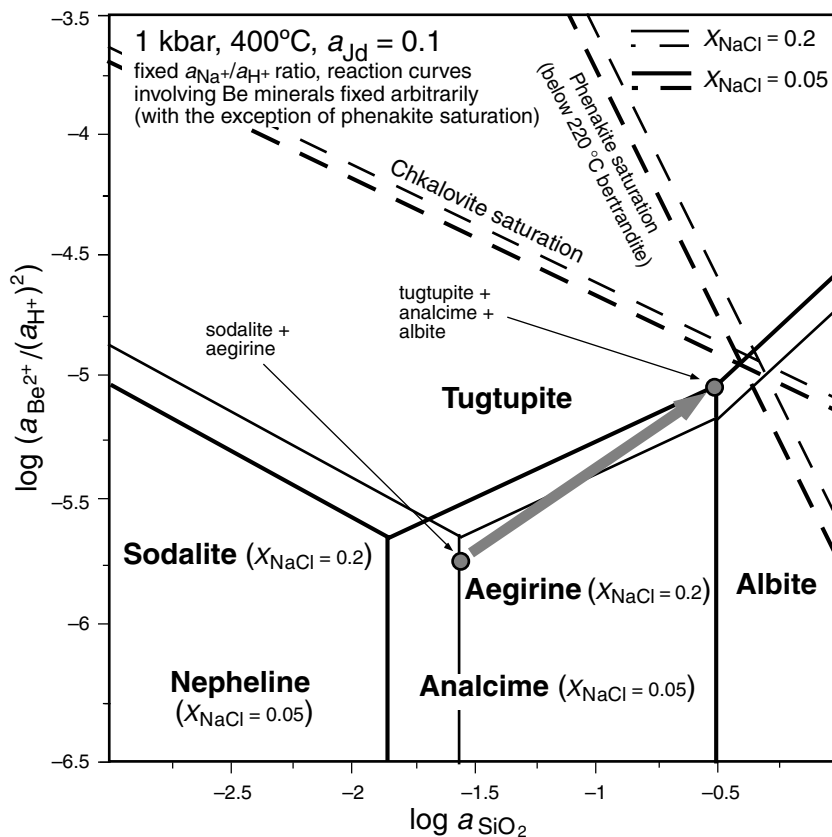 1 kbar, 400ºC, aJd = 0.1
fixed aNa+/aH+ ratio, reaction curves
involving Be minerals fixed arbitrarily
(with the exception of phenakite saturation)
XNaCl = 0.2
XNaCl = 0.05
Phenakite saturation
(below 220 °C bertrandite)
Chkalovite saturation
tugtupite +
analcime +
albite
sodalite +
aegirine
Tugtupite
Sodalite (XNaCl = 0.2)
Aegirine (XNaCl = 0.2)
Albite
Nepheline
(XNaCl = 0.05)
Analcime (XNaCl = 0.05)
–3.5
–4
–4.5
–5
–5.5
–6
–6.5
log (aBe2+/(aH+)2)
–2.5
–2
–1.5
–1
–0.5
log aSiO2